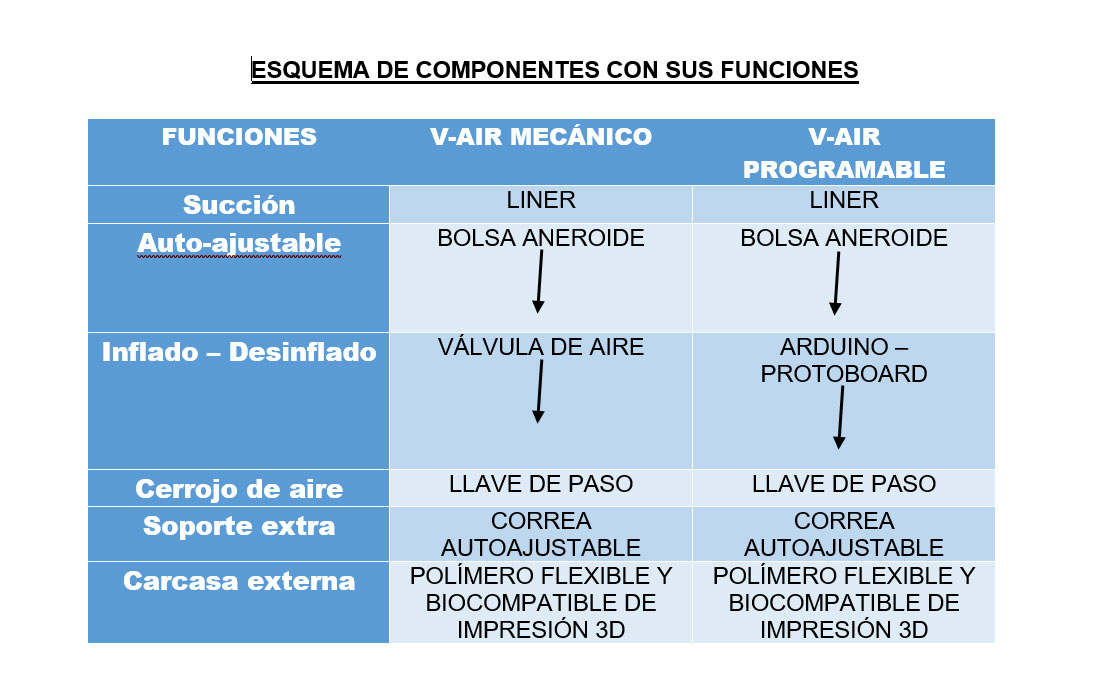 ESQUEMA DE COMPONENTES CON SUS FUNCIONES
FUNCIONES
V-AIR MECÁNICO
V-AIR
PROGRAMABLE
Succión
LINER
LINER
Auto-ajustable
BOLSA ANEROIDE
BOLSA ANEROIDE
Inflado – Desinflado
VÁLVULA DE AIRE
ARDUINO –
PROTOBOARD
Cerrojo de aire
LLAVE DE PASO
LLAVE DE PASO
Soporte extra
CORREA
AUTOAJUSTABLE
CORREA
AUTOAJUSTABLE
Carcasa externa
POLÍMERO FLEXIBLE Y
BIOCOMPATIBLE DE
IMPRESIÓN 3D
POLÍMERO FLEXIBLE Y
BIOCOMPATIBLE DE
IMPRESIÓN 3D